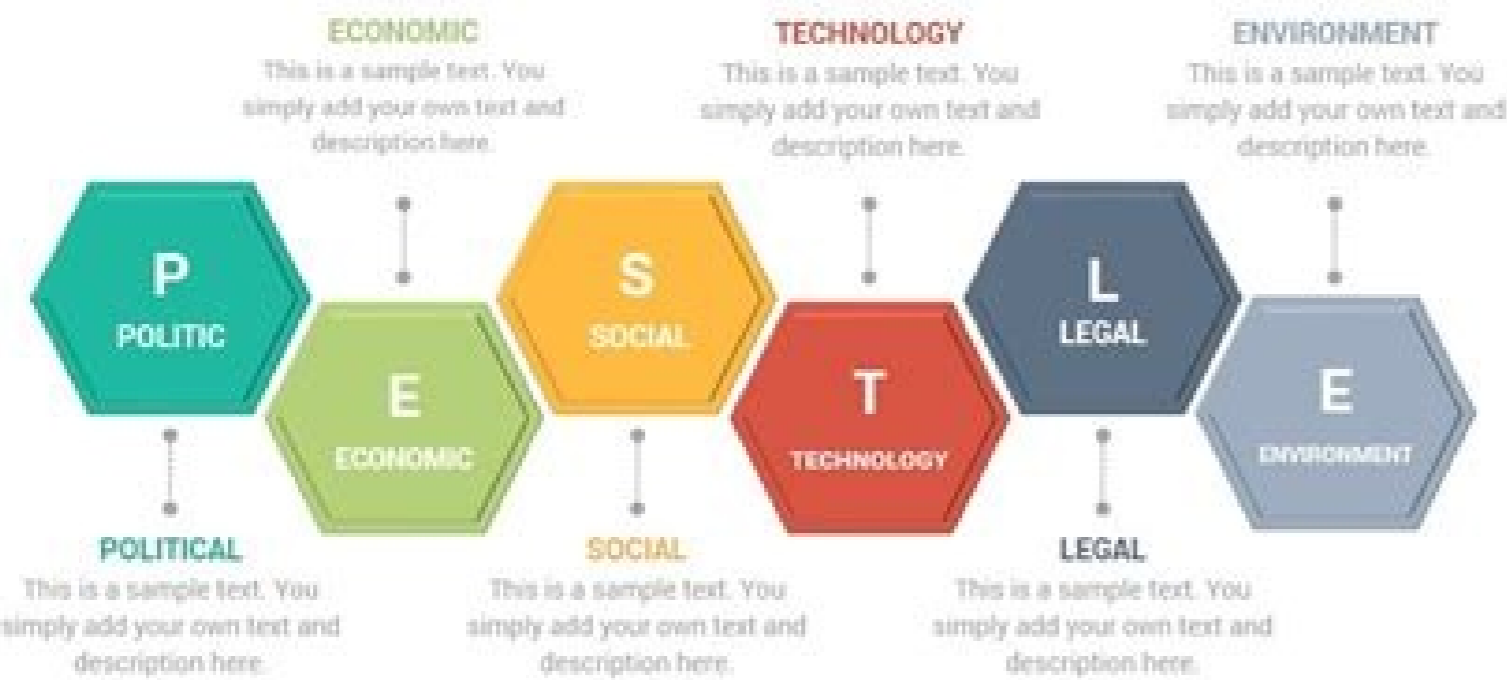 ECONOMIC
This is a sample text. You
simply add your own text and
description here.
TECHNOLOGY
This is a sample text. You
simply add your own text and
description here.
ENVIRONMENT
This is a sample text. You
simply add your own text and
description here.
P
POLITIC
E
ECONOMIC
S
SOCIAL
T
TECHNOLOGY
L
LEGAL
E
ENVIRONMENT
POLITICAL
This is a sample text. You
simply add your own text and
description here.
SOCIAL
This is a sample text. You
simply add your own text and
description here.
LEGAL
This is a sample text. You
simply add your own text and
description here.